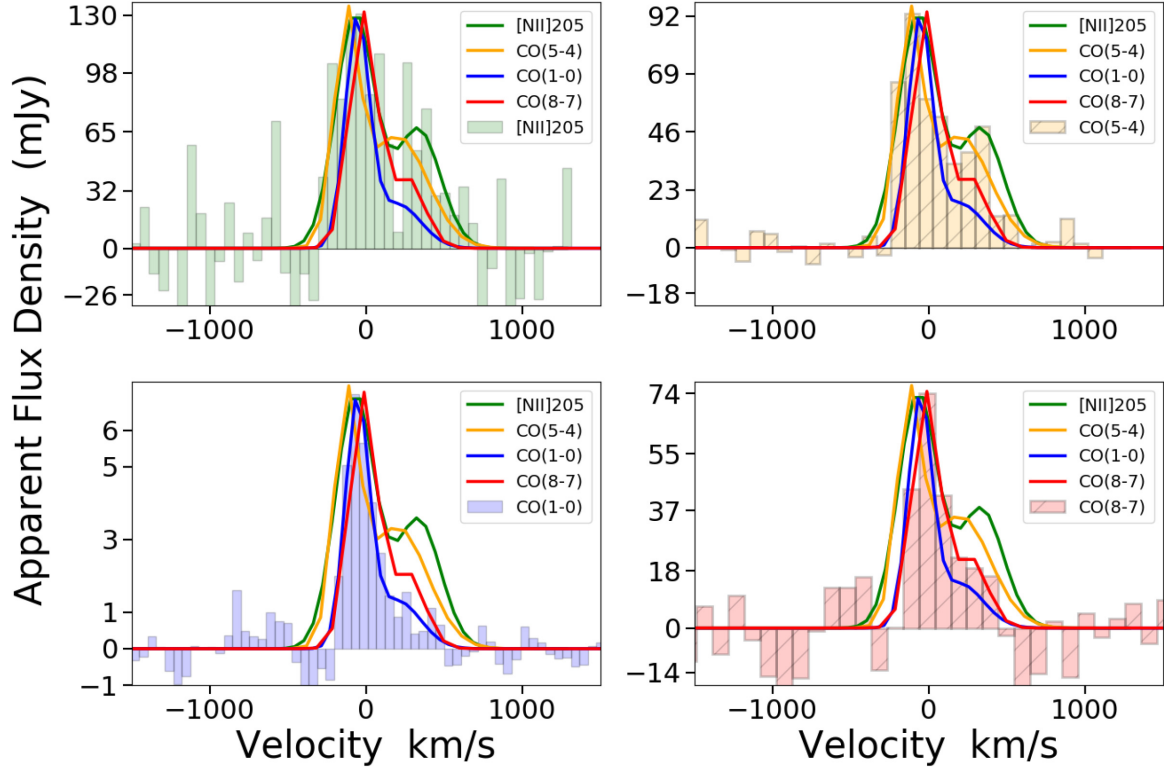 Apparent Flux Density (mJy)
130
98
65
32
0
−26
[NII]205
CO(5-4)
CO(1-0)
CO(8-7)
[NII]205
−1000
0
1000
92
69
46
23
0
−18
[NII]205
CO(5-4)
CO(1-0)
CO(8-7)
CO(5-4)
−1000
0
1000
6
5
3
1
0
−1
[NII]205
CO(5-4)
CO(1-0)
CO(8-7)
CO(1-0)
−1000
0
1000
Velocity km/s
74
55
37
18
0
−14
[NII]205
CO(5-4)
CO(1-0)
CO(8-7)
CO(8-7)
−1000
0
1000
Velocity km/s